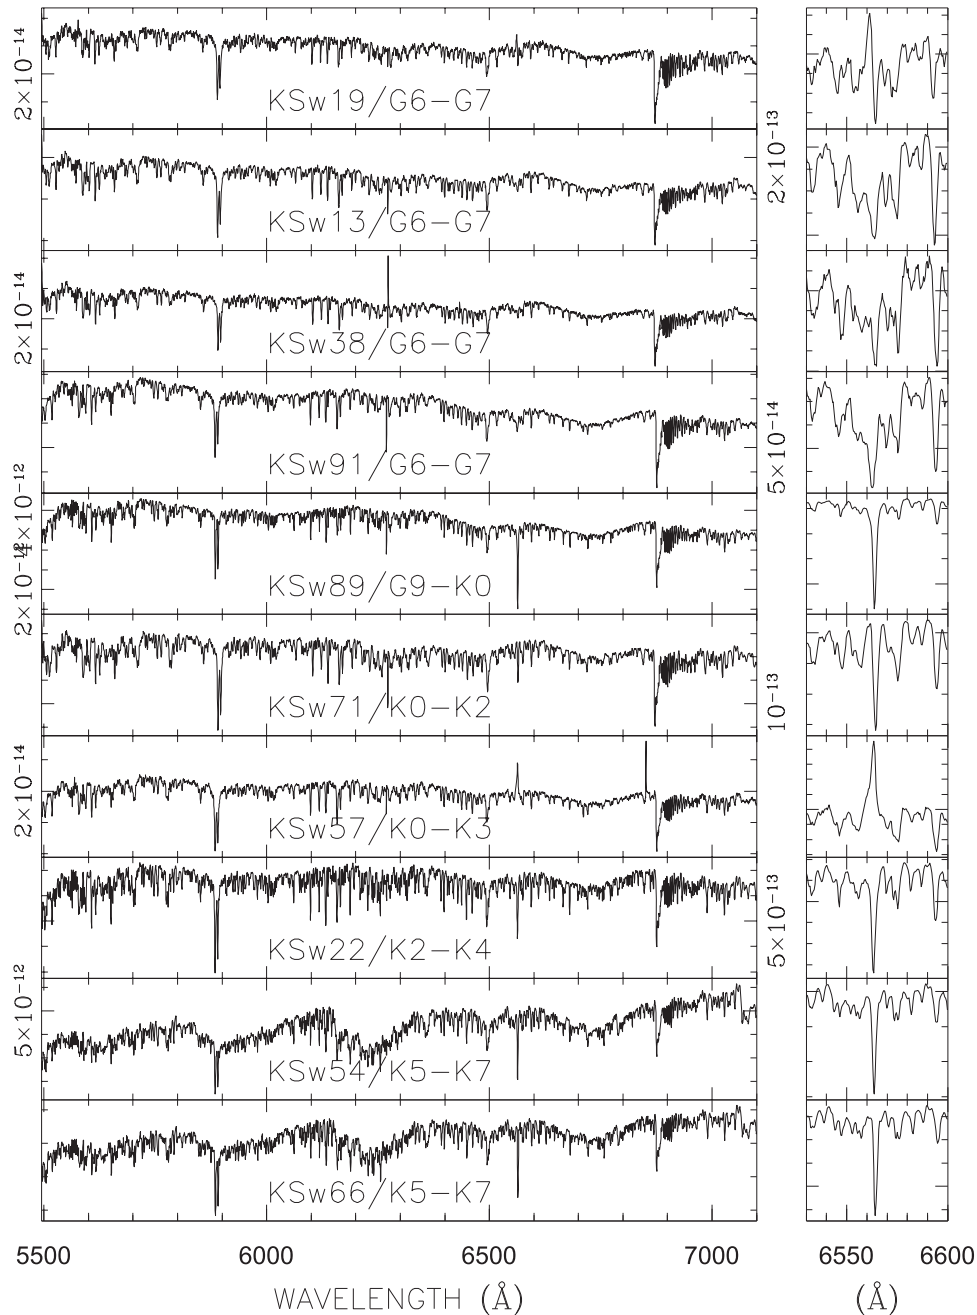 2×10⁻¹⁴
KSw19/G6−G7
2×10⁻¹³
KSw13/G6−G7
2×10⁻¹⁴
KSw38/G6−G7
5×10⁻¹⁴
KSw91/G6−G7
2×10⁻¹²
KSw89/G9−K0
10⁻¹³
KSw71/K0−K2
2×10⁻¹⁴
KSw57/K0−K3
5×10⁻¹³
KSw22/K2−K4
5×10⁻¹²
KSw54/K5−K7
KSw66/K5−K7
5500 6000 6500 7000 6550 6600
WAVELENGTH (Å) (Å)